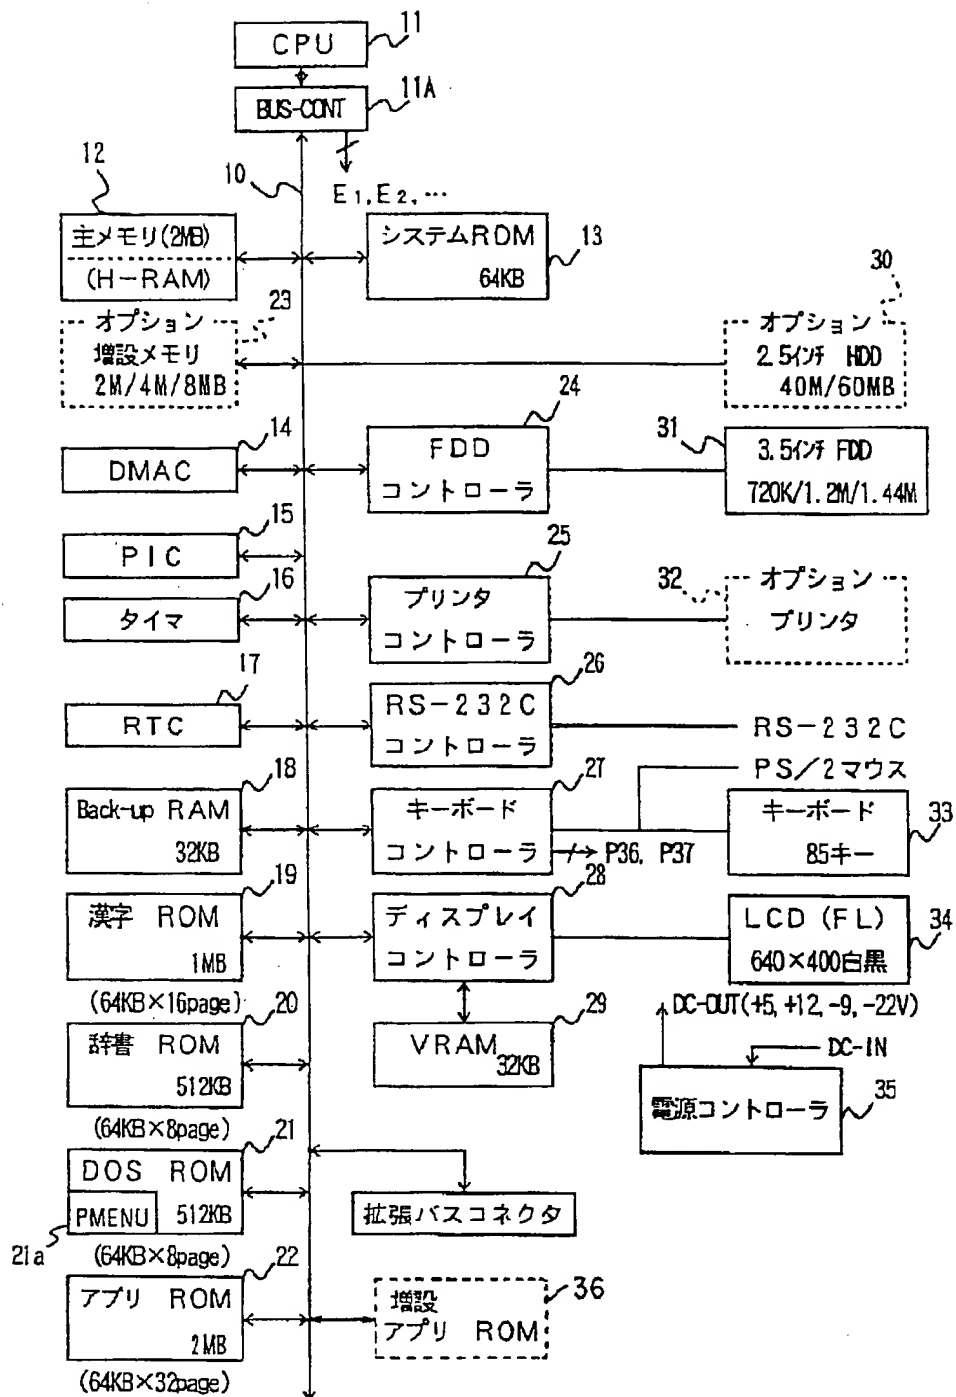 11
CPU
11A
BUS-CONT
12
10
E1, E2, …
主メモリ(2MB)
(H-RAM)
システムROM
64KB
13
23
オプション
増設メモリ
2M/4M/8MB
30
オプション
2.5インチ HDD
40M/60MB
14
DMAC
24
FDD
コントローラ
31
3.5インチ FDD
720K/1.2M/1.44M
15
PIC
16
タイマ
25
プリンタ
コントローラ
32
オプション
プリンタ
17
RTC
26
RS-232C
コントローラ
RS-232C
PS/2マウス
18
Back-up RAM
32KB
27
キーボード
コントローラ
P36, P37
キーボード
85キー
33
19
漢字 ROM
1MB
(64KB×16page)
28
ディスプレイ
コントローラ
LCD (FL)
640×400白黒
34
20
辞書 ROM
512KB
(64KB×8page)
29
VRAM
32KB
DC-OUT(+5, +12, -9, -22V)
DC-IN
電源コントローラ
35
21
DOS ROM
PMENU
512KB
21a
(64KB×8page)
拡張バスコネクタ
22
アプリ ROM
2MB
(64KB×32page)
増設
アプリ ROM
36